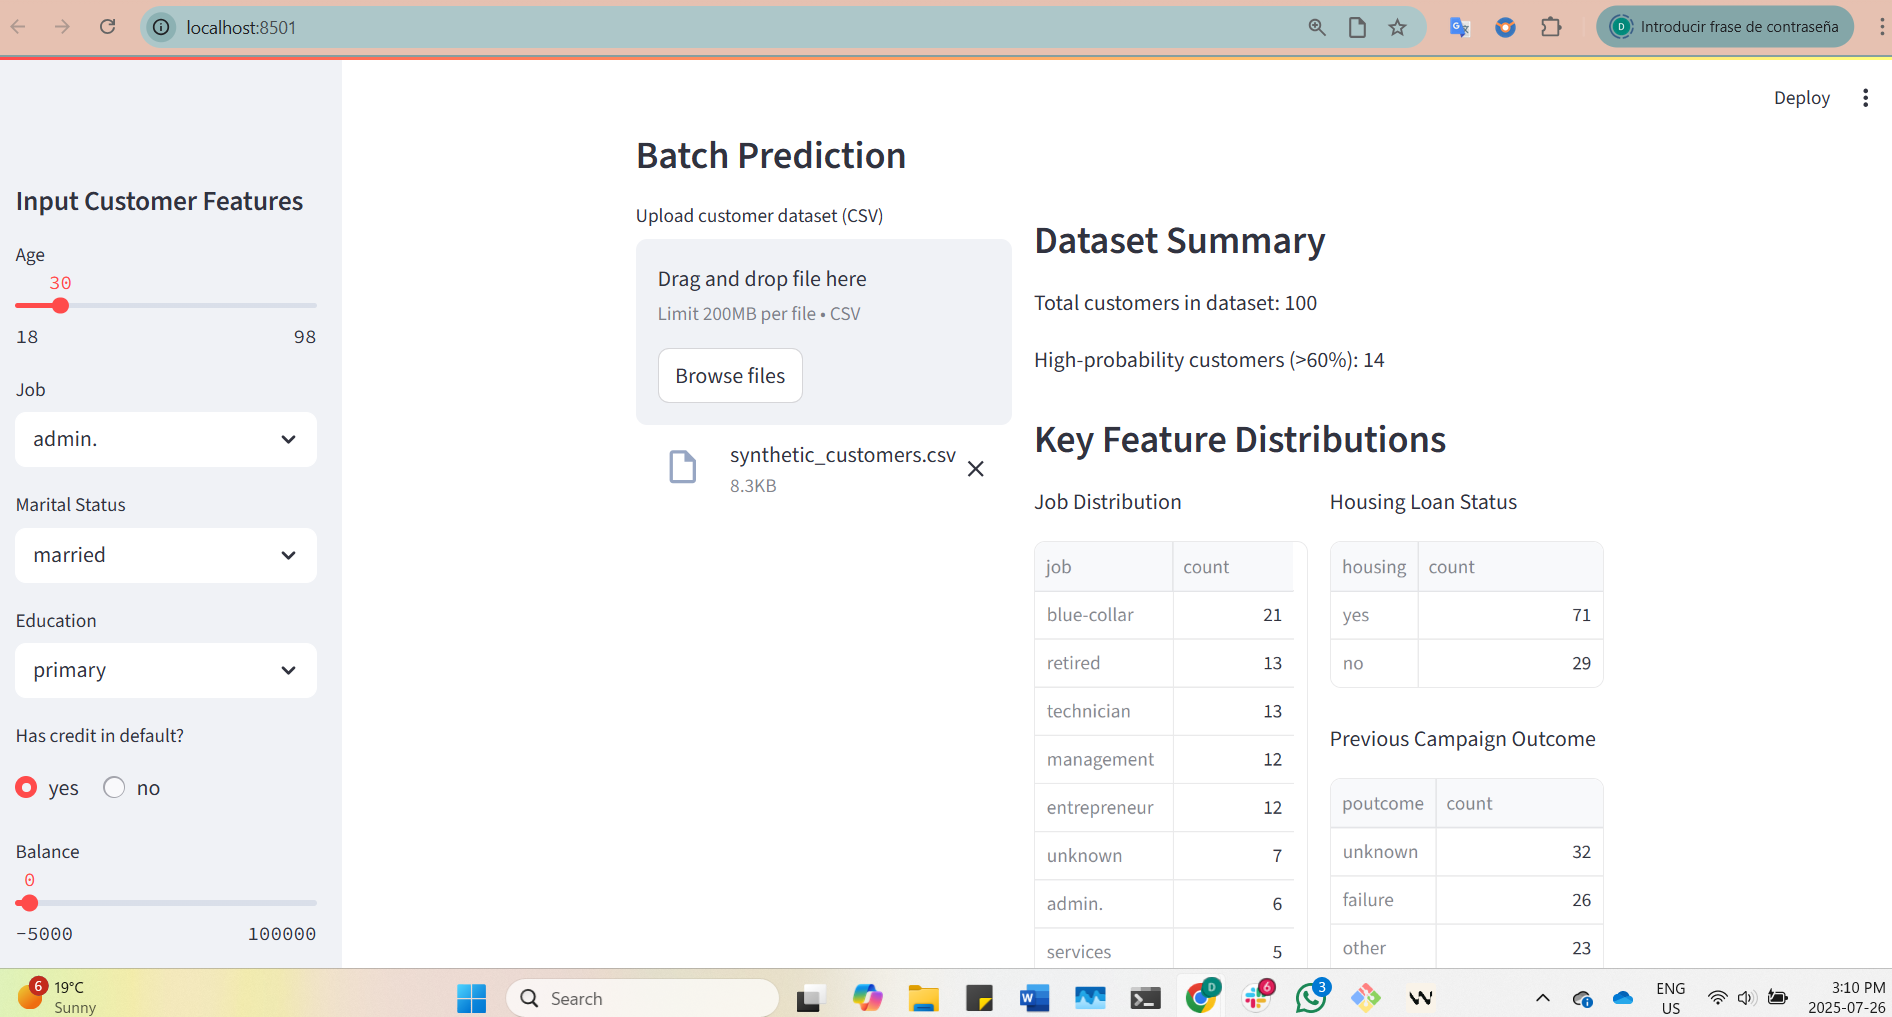 localhost:8501
Introducir frase de contraseña
Deploy
Input Customer Features
Age
30
18 98
Job
admin.
Marital Status
married
Education
primary
Has credit in default?
yes no
Balance
0
-5000 100000
Batch Prediction
Upload customer dataset (CSV)
Drag and drop file here
Limit 200MB per file • CSV
Browse files
synthetic_customers.csv
8.3KB
Dataset Summary
Total customers in dataset: 100
High-probability customers (>60%): 14
Key Feature Distributions
Job Distribution
job count
blue-collar 21
retired 13
technician 13
management 12
entrepreneur 12
unknown 7
admin. 6
services 5
Housing Loan Status
housing count
yes 71
no 29
Previous Campaign Outcome
poutcome count
unknown 32
failure 26
other 23
6
19°C
Sunny
Search
W
D
6
3
ENG
US
3:10 PM
2025-07-26